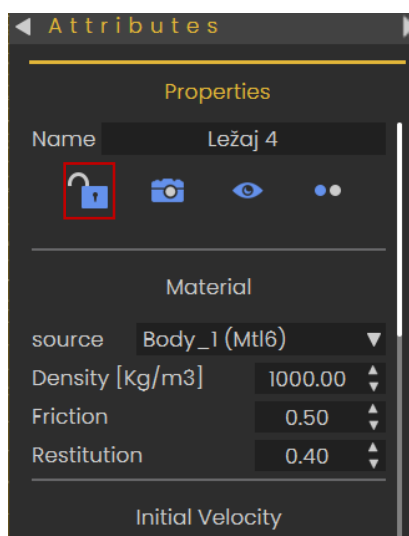 Attributes
Properties
Name Ležaj 4
Material
source Body_1 (Mtl6)
Density [Kg/m3] 1000.00
Friction 0.50
Restitution 0.40
Initial Velocity